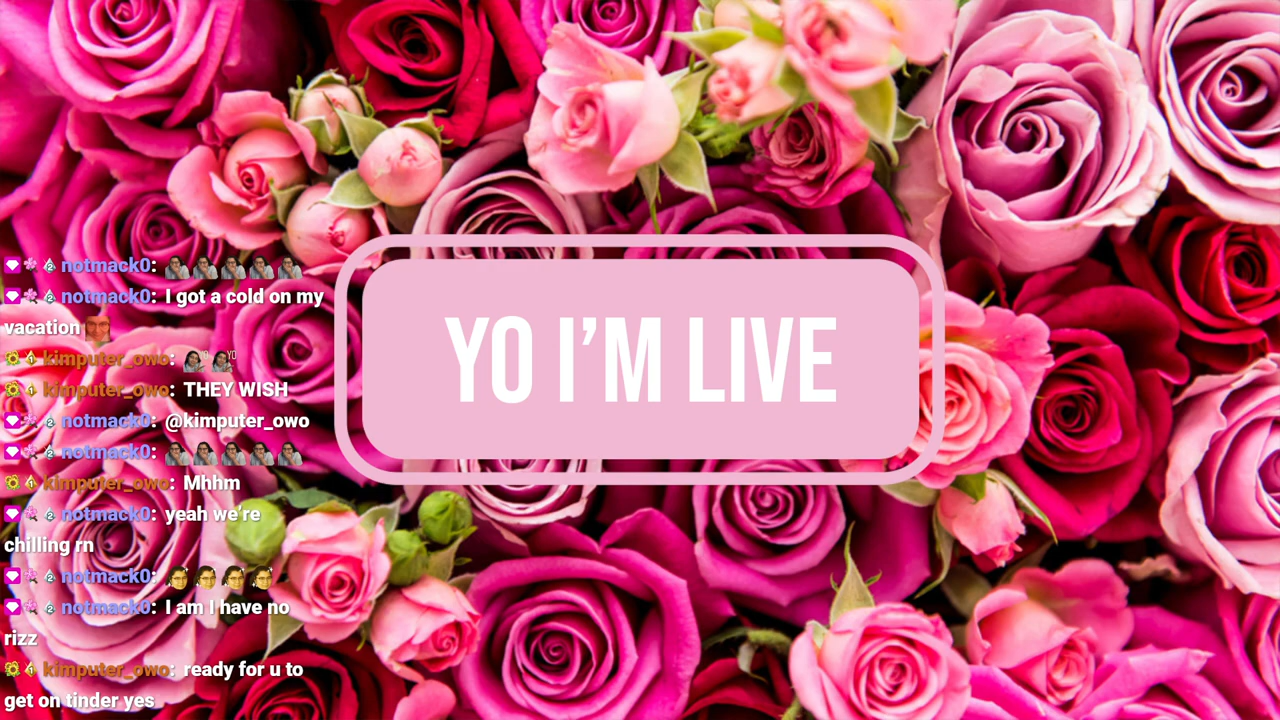 notmack0:
notmack0: I got a cold on my
vacation
kimputer_owo:
kimputer_owo: THEY WISH
notmack0: @kimputer_owo
notmack0:
kimputer_owo: Mhhm
notmack0: yeah we're
chilling rn
notmack0:
notmack0: I am I have no
rizz
kimputer_owo: ready for u to
get on tinder yes
YO I'M LIVE